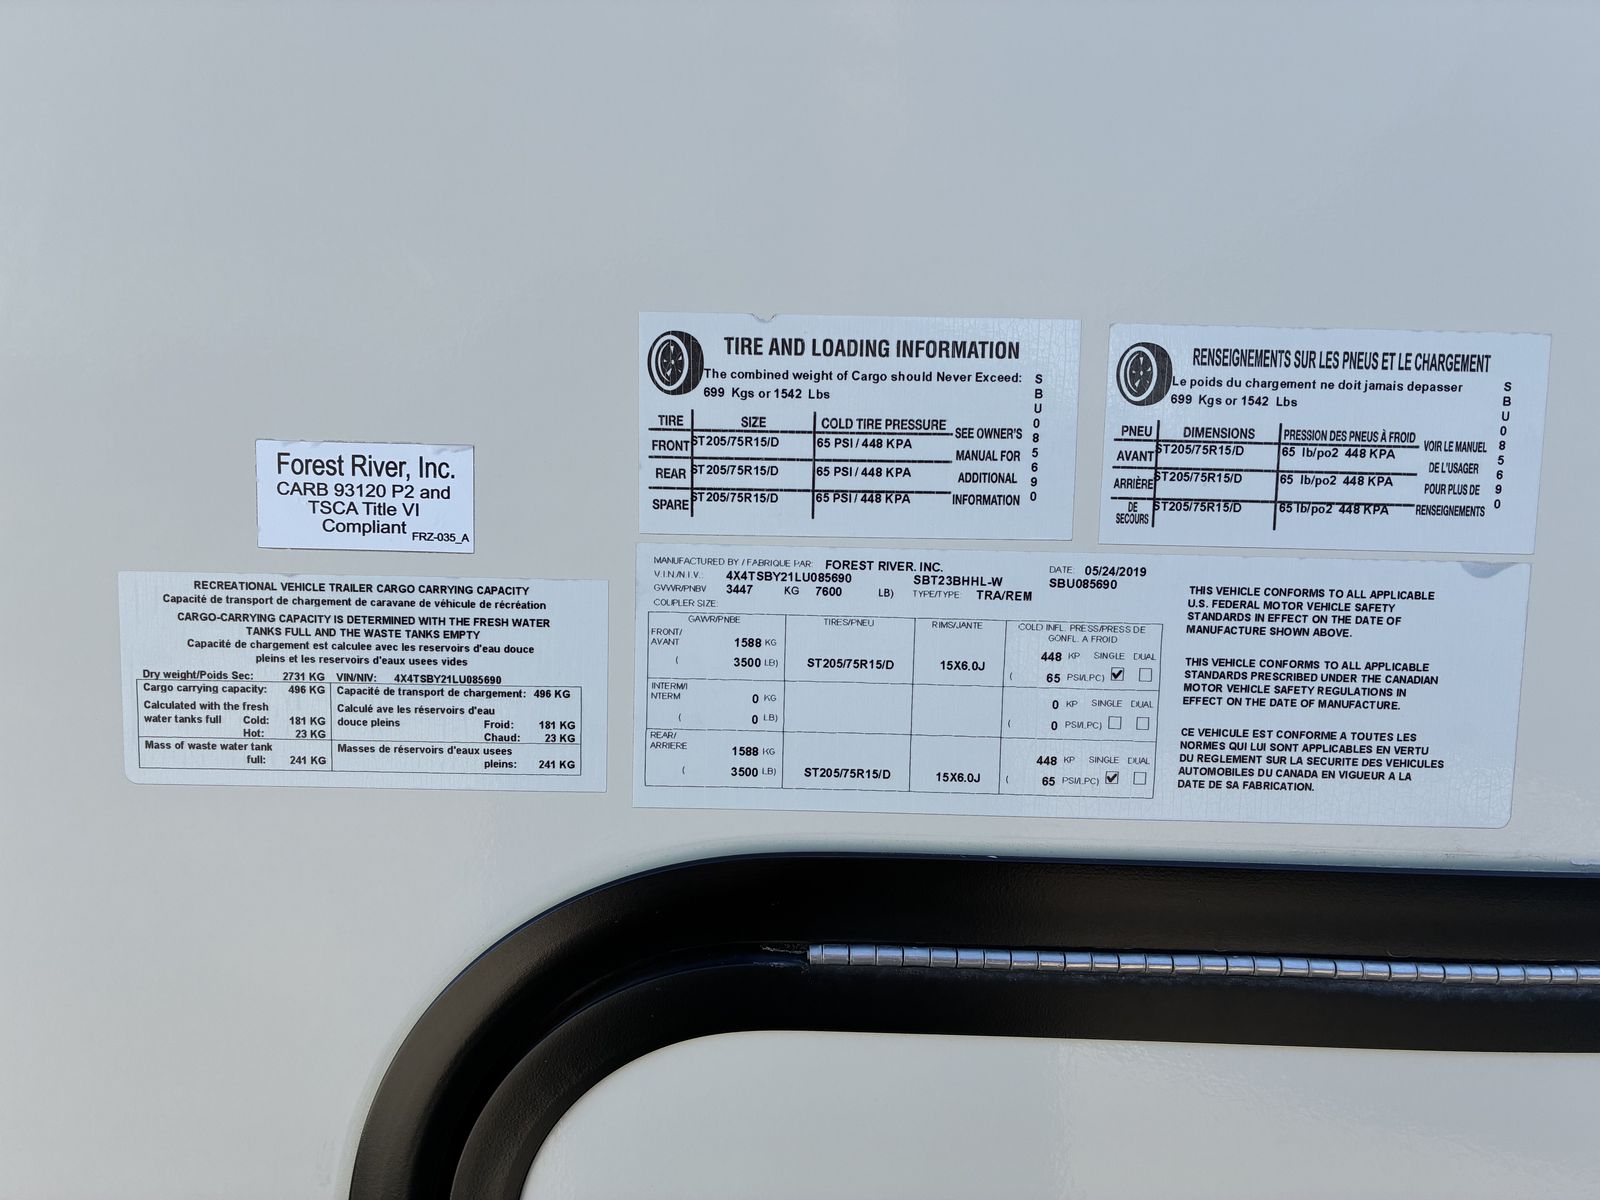 TIRE AND LOADING INFORMATION
The combined weight of Cargo should Never Exceed:
699 Kgs or 1542 Lbs
TIRE SIZE COLD TIRE PRESSURE
FRONT ST205/75R15/D 65 PSI / 448 KPA
REAR ST205/75R15/D 65 PSI / 448 KPA
SPARE ST205/75R15/D 65 PSI / 448 KPA
SEE OWNER'S
MANUAL FOR
ADDITIONAL
INFORMATION
SBU085690
RENSEIGNEMENTS SUR LES PNEUS ET LE CHARGEMENT
Le poids du chargement ne doit jamais depasser
699 Kgs or 1542 Lbs
PNEU DIMENSIONS PRESSION DES PNEUS À FROID
AVANT ST205/75R15/D 65 lb/po2 448 KPA
ARRIÈRE ST205/75R15/D 65 lb/po2 448 KPA
DE
SECOURS ST205/75R15/D 65 lb/po2 448 KPA
VOIR LE MANUEL
DE L'USAGER
POUR PLUS DE
RENSEIGNEMENTS
SBU085690
Forest River, Inc.
CARB 93120 P2 and
TSCA Title VI
Compliant
FRZ-035_A
RECREATIONAL VEHICLE TRAILER CARGO CARRYING CAPACITY
Capacité de transport de chargement de caravane de véhicule de récréation
CARGO-CARRYING CAPACITY IS DETERMINED WITH THE FRESH WATER
TANKS FULL AND THE WASTE TANKS EMPTY
Capacité de chargement est calculee avec les reservoirs d'eau douce
pleins et les reservoirs d'eaux usees vides
Dry weight/Poids Sec: 2731 KG VIN/NIV: 4X4TSBY21LU085690
Cargo carrying capacity: 496 KG
Calculated with the fresh
water tanks full Cold: 181 KG
Hot: 23 KG
Mass of waste water tank
full: 241 KG
Capacité de transport de chargement: 496 KG
Calculé ave les réservoirs d'eau
douce pleins Froid: 181 KG
Chaud: 23 KG
Masses de réservoirs d'eaux usees
pleins: 241 KG
MANUFACTURED BY / FABRIQUE PAR: FOREST RIVER. INC. DATE: 05/24/2019
V.I.N/N.I.V.: 4X4TSBY21LU085690 SBT23BHHL-W SBU085690
GVWR/PNBV 3447 KG 7600 LB) TYPE/TYPE: TRA/REM
COUPLER SIZE:
GAWR/PNBE TIRES/PNEU RIMS/JANTE COLD INFL. PRESS/PRESS DE
GONFL. A FROID
FRONT/
AVANT 1588 KG 448 KP SINGLE DUAL
( 3500 LB) ST205/75R15/D 15X6.0J ( 65 PSI/LPC)
INTERM/I
NTERM 0 KG 0 KP SINGLE DUAL
( 0 LB) ( 0 PSI/LPC)
REAR/
ARRIERE 1588 KG 448 KP SINGLE DUAL
( 3500 LB) ST205/75R15/D 15X6.0J ( 65 PSI/LPC)
THIS VEHICLE CONFORMS TO ALL APPLICABLE
U.S. FEDERAL MOTOR VEHICLE SAFETY
STANDARDS IN EFFECT ON THE DATE OF
MANUFACTURE SHOWN ABOVE.
THIS VEHICLE CONFORMS TO ALL APPLICABLE
STANDARDS PRESCRIBED UNDER THE CANADIAN
MOTOR VEHICLE SAFETY REGULATIONS IN
EFFECT ON THE DATE OF MANUFACTURE.
CE VEHICULE EST CONFORME A TOUTES LES
NORMES QUI LUI SONT APPLICABLES EN VERTU
DU REGLEMENT SUR LA SECURITE DES VEHICULES
AUTOMOBILES DU CANADA EN VIGUEUR A LA
DATE DE SA FABRICATION.